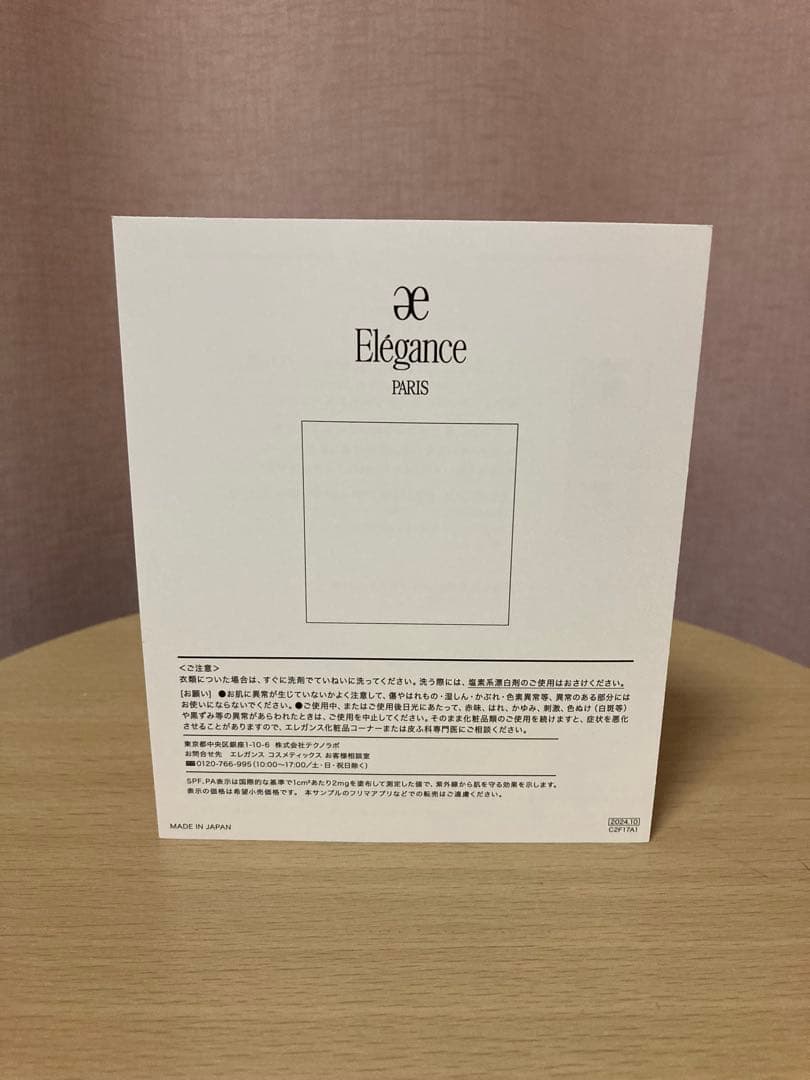 æ
Elégance
PARIS
<ご注意>
衣類についた場合は、すぐに洗剤でていねいに洗ってください。洗う際には、塩素系漂白剤のご使用はおさけください。
[お願い] ●お肌に異常が生じていないかよく注意して、傷やはれもの・湿しん・かぶれ・色素異常等、異常のある部分には
お使いにならないでください。●ご使用中、またはご使用後日光にあたって、赤味、はれ、かゆみ、刺激、色ぬけ(白斑等)
や黒ずみ等の異常があらわれたときは、ご使用を中止してください。そのまま化粧品類のご使用を続けますと、症状を悪化
させることがありますので、エレガンス化粧品コーナーまたは皮ふ科専門医にご相談ください。
東京都中央区銀座1-10-6 株式会社テクノラボ
お問合せ先 エレガンス コスメティックス お客様相談室
☎0120-766-995(10:00~17:00/土・日・祝日除く)
SPF、PA表示は国際的な基準で1cm²あたり2mgを塗布して測定した値で、紫外線から肌を守る効果を示します。
表示の価格は希望小売価格です。 本サンプルのフリマアプリなどでの転売はご遠慮ください。
MADE IN JAPAN
2024.10
C2F17A1